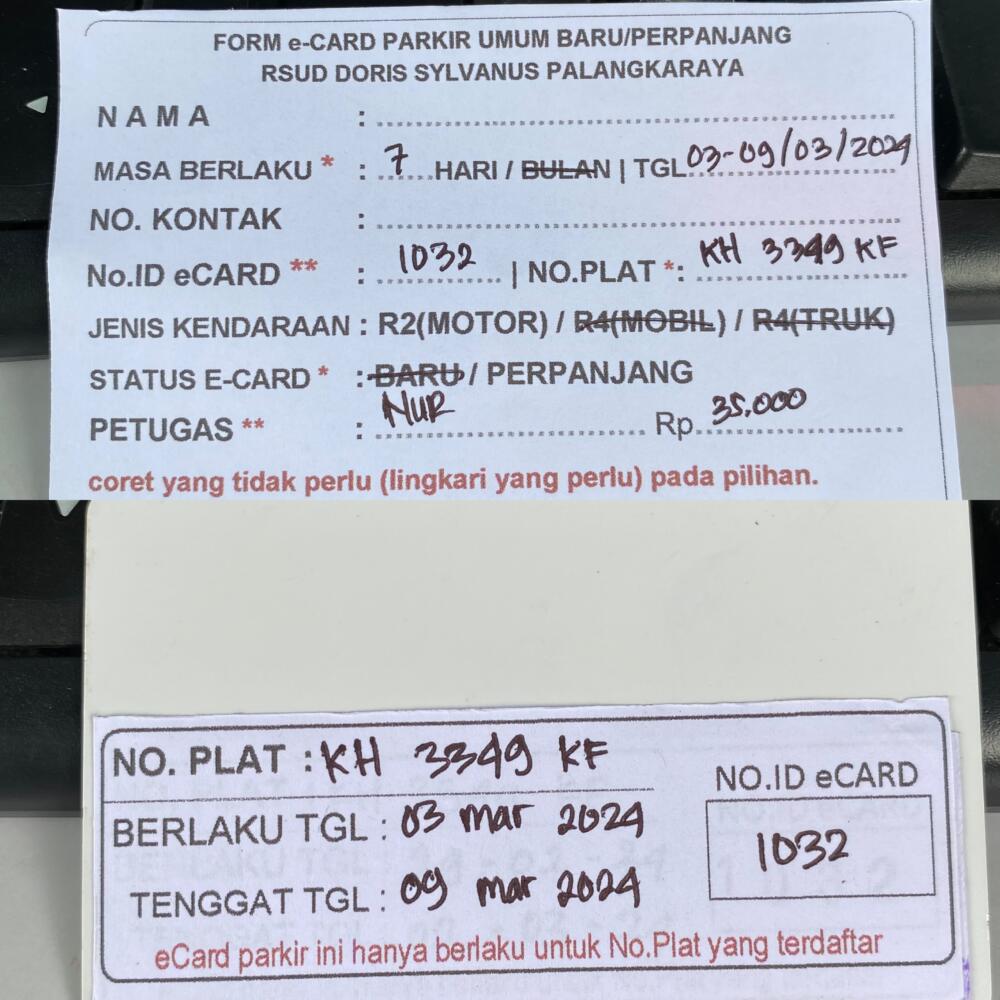 FORM e-CARD PARKIR UMUM BARU/PERPANJANG
RSUD DORIS SYLVANUS PALANGKARAYA
NAMA :
MASA BERLAKU * : 7 HARI / BULAN | TGL 03-09/03/2024
NO. KONTAK :
No.ID eCARD ** : 1032 | NO.PLAT *: KH 3349 KF
JENIS KENDARAAN : R2(MOTOR) / R4(MOBIL) / R4(TRUK)
STATUS E-CARD * : BARU / PERPANJANG
PETUGAS ** : NUR Rp 35.000
coret yang tidak perlu (lingkari yang perlu) pada pilihan.
NO. PLAT : KH 3349 KF
NO.ID eCARD
BERLAKU TGL : 03 mar 2024
1032
TENGGAT TGL : 09 mar 2024
eCard parkir ini hanya berlaku untuk No.Plat yang terdaftar